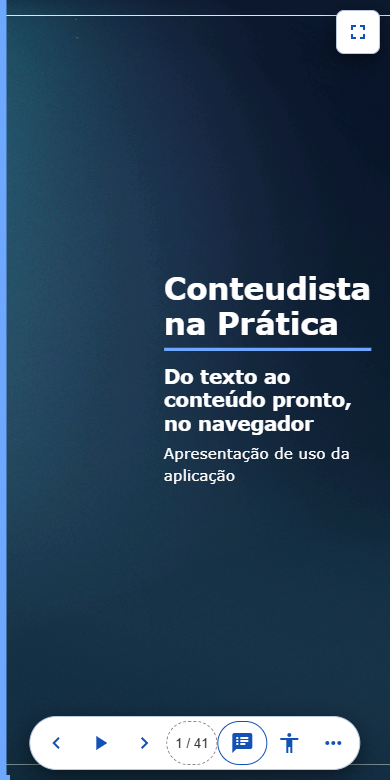 Conteudista
na Prática
Do texto ao
conteúdo pronto,
no navegador
Apresentação de uso da
aplicação
1 / 41